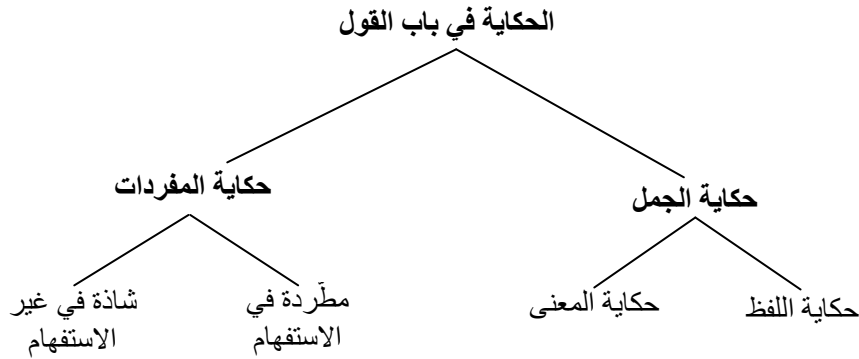 الحكاية في باب القول
حكاية الجمل
حكاية المفردات
حكاية اللفظ
حكاية المعنى
مطّردة في
الاستفهام
شاذة في غير
الاستفهام